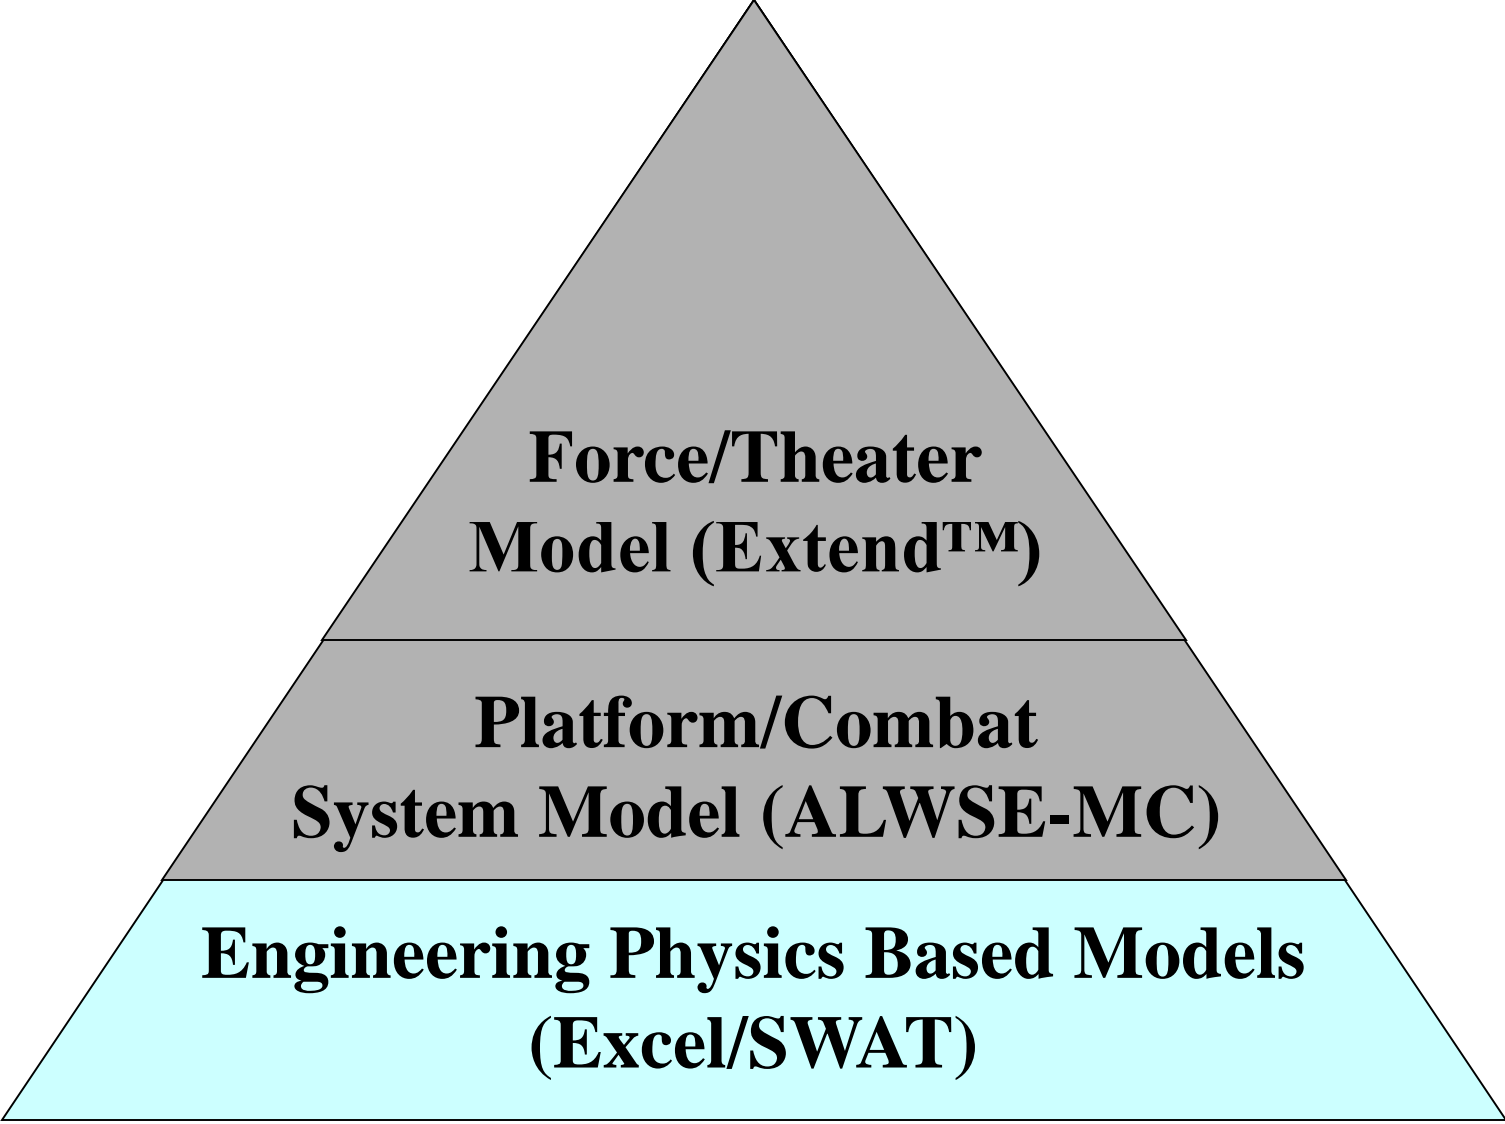 Force/Theater
Model (Extend™)
Platform/Combat
System Model (ALWSE-MC)
Engineering Physics Based Models
(Excel/SWAT)